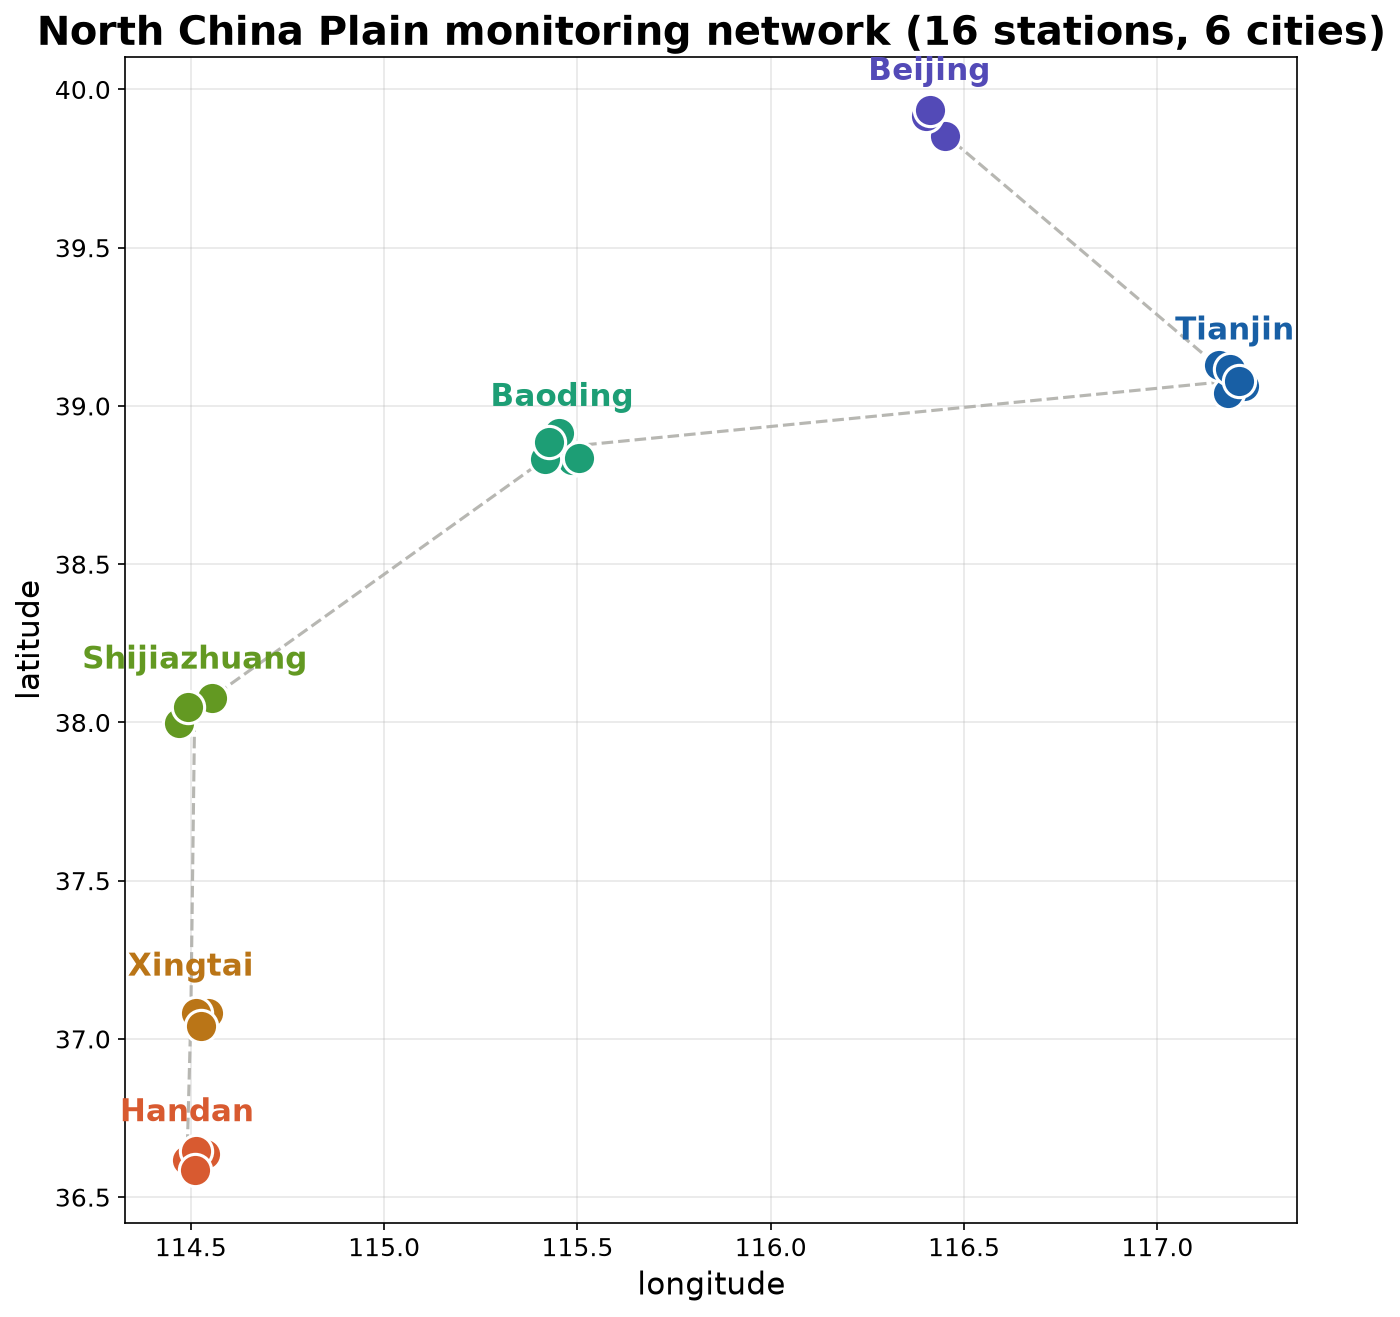 North China Plain monitoring network (16 stations, 6 cities)
Beijing
Tianjin
Baoding
Shijiazhuang
Xingtai
Handan
40.0
39.5
39.0
38.5
38.0
37.5
37.0
36.5
latitude
114.5 115.0 115.5 116.0 116.5 117.0
longitude